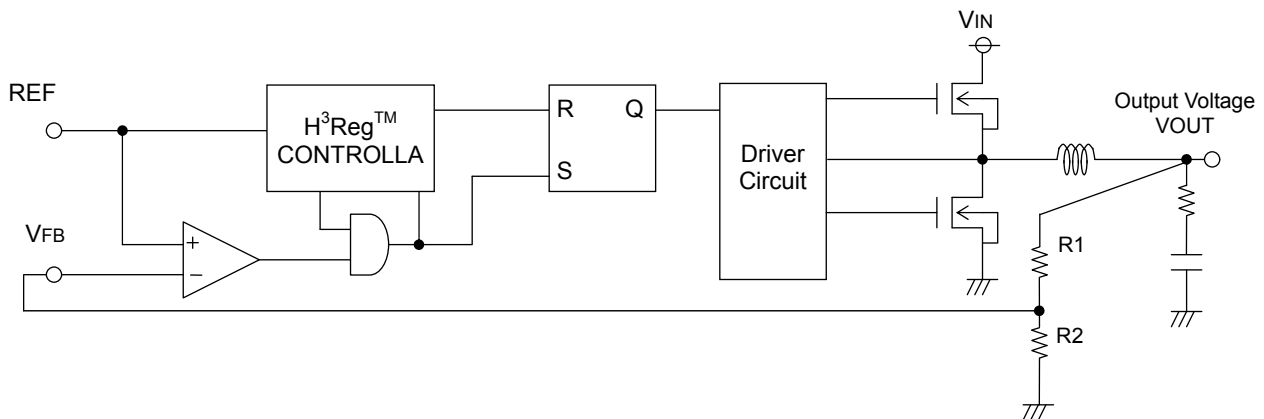 VIN
REF
H³Reg™
CONTROLLA
R
Q
S
Driver
Circuit
Output Voltage
VOUT
VFB
+
−
R1
R2